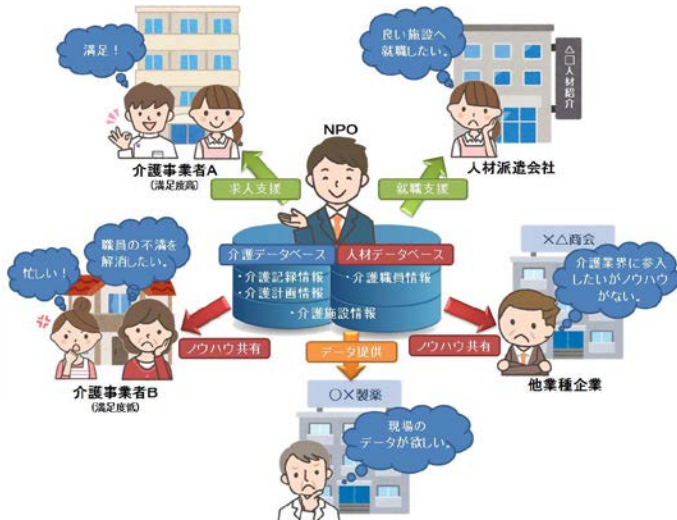 満足！
良い施設へ
就職したい。
△□人材紹介
NPO
介護事業者A
(満足度高)
人材派遣会社
求人支援
就職支援
介護データベース
人材データベース
・介護記録情報
・介護計画情報
・介護職員情報
・介護施設情報
職員の不満を
解消したい。
忙しい！
×△商会
介護業界に参入
したいがノウハウ
がない。
ノウハウ共有
データ提供
ノウハウ共有
介護事業者B
(満足度低)
他業種企業
○×製薬
現場の
データが欲しい。